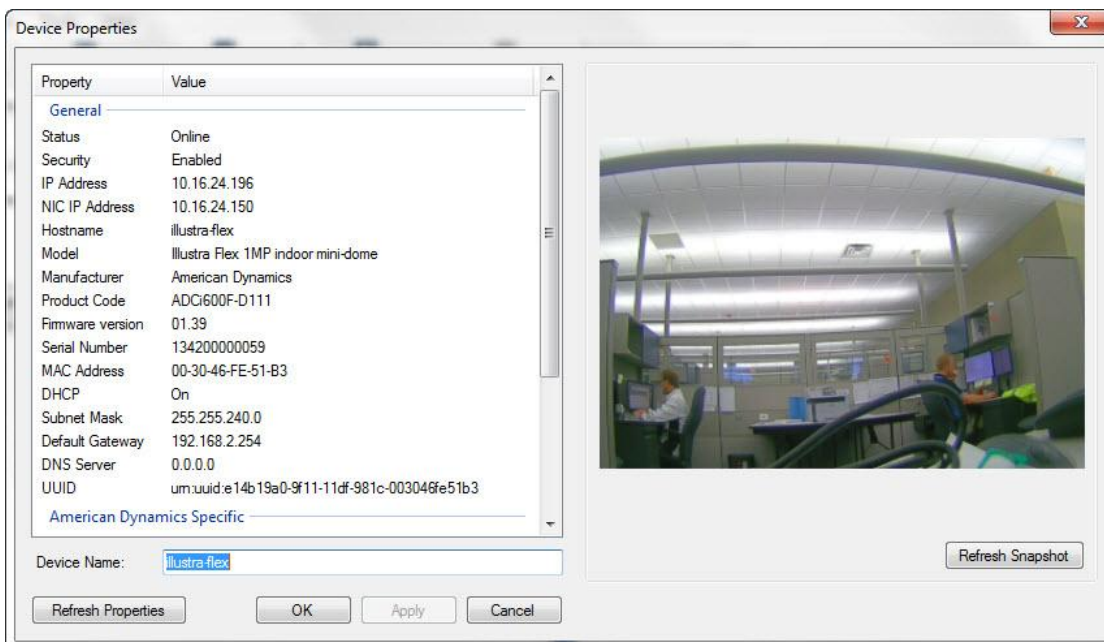 Device Properties
Property Value
General
Status Online
Security Enabled
IP Address 10.16.24.196
NIC IP Address 10.16.24.150
Hostname illustra-flex
Model Illustra Flex 1MP indoor mini-dome
Manufacturer American Dynamics
Product Code ADCi600F-D111
Firmware version 01.39
Serial Number 134200000059
MAC Address 00-30-46-FE-51-B3
DHCP On
Subnet Mask 255.255.240.0
Default Gateway 192.168.2.254
DNS Server 0.0.0.0
UUID urn:uuid:e14b19a0-9f11-11df-981c-003046fe51b3
American Dynamics Specific
Device Name: illustra-flex
Refresh Snapshot
Refresh Properties OK Apply Cancel